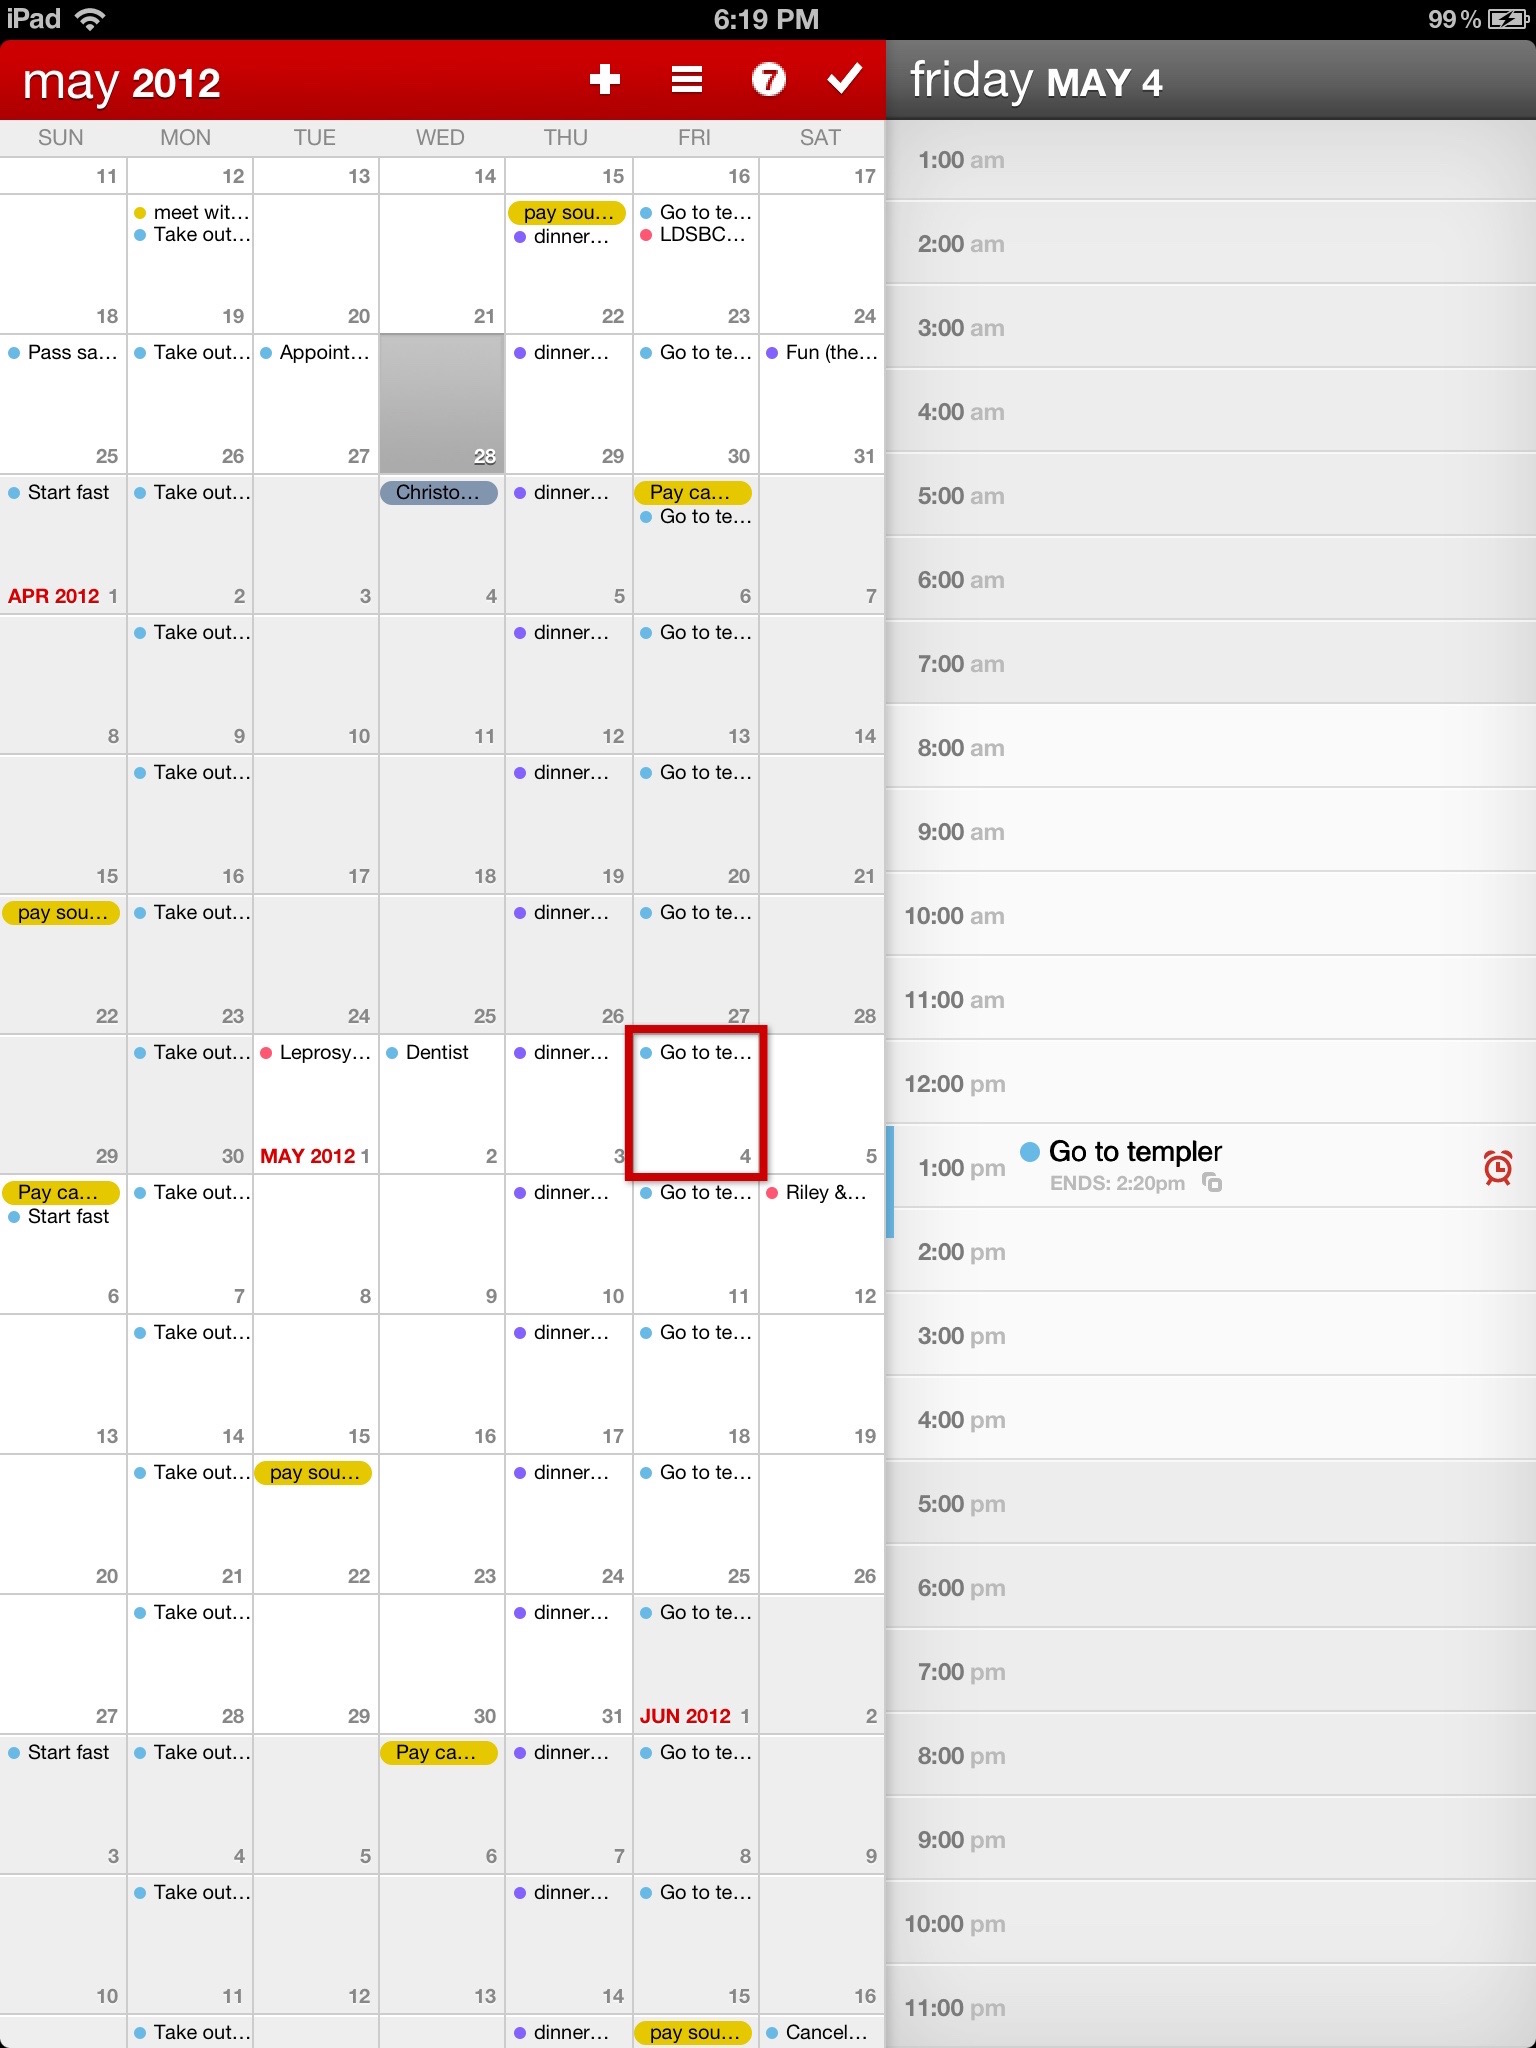 iPad 6:19 PM 99%
may 2012 7
SUN MON TUE WED THU FRI SAT
11 12 13 14 15 16 17
meet wit... pay sou... Go to te...
Take out... dinner... LDSBC...
18 19 20 21 22 23 24
Pass sa... Take out... Appoint... dinner... Go to te... Fun (the...
25 26 27 28 29 30 31
Start fast Take out... Christo... dinner... Pay ca...
Go to te...
APR 2012 1 2 3 4 5 6 7
Take out... dinner... Go to te...
8 9 10 11 12 13 14
Take out... dinner... Go to te...
15 16 17 18 19 20 21
pay sou... Take out... dinner... Go to te...
22 23 24 25 26 27 28
Take out... Leprosy... Dentist dinner... Go to te...
29 30 MAY 2012 1 2 3 4 5
Pay ca... Take out... dinner... Go to te... Riley &...
Start fast
6 7 8 9 10 11 12
Take out... dinner... Go to te...
13 14 15 16 17 18 19
Take out... pay sou... dinner... Go to te...
20 21 22 23 24 25 26
Take out... dinner... Go to te...
27 28 29 30 31 JUN 2012 1 2
Start fast Take out... Pay ca... dinner... Go to te...
3 4 5 6 7 8 9
Take out... dinner... Go to te...
10 11 12 13 14 15 16
Take out... dinner... pay sou... Cancel...
friday MAY 4
1:00 am
2:00 am
3:00 am
4:00 am
5:00 am
6:00 am
7:00 am
8:00 am
9:00 am
10:00 am
11:00 am
12:00 pm
1:00 pm Go to templer
ENDS: 2:20pm
2:00 pm
3:00 pm
4:00 pm
5:00 pm
6:00 pm
7:00 pm
8:00 pm
9:00 pm
10:00 pm
11:00 pm